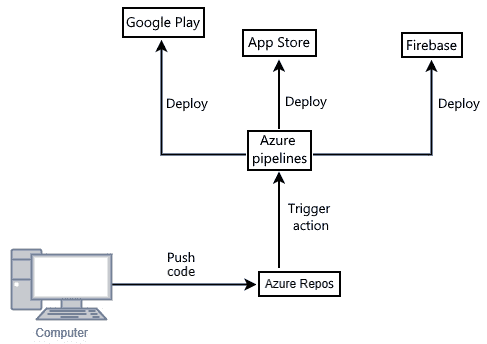 Google Play
App Store
Firebase
Deploy
Deploy
Deploy
Azure
pipelines
Trigger
action
Push
code
Azure Repos
Computer